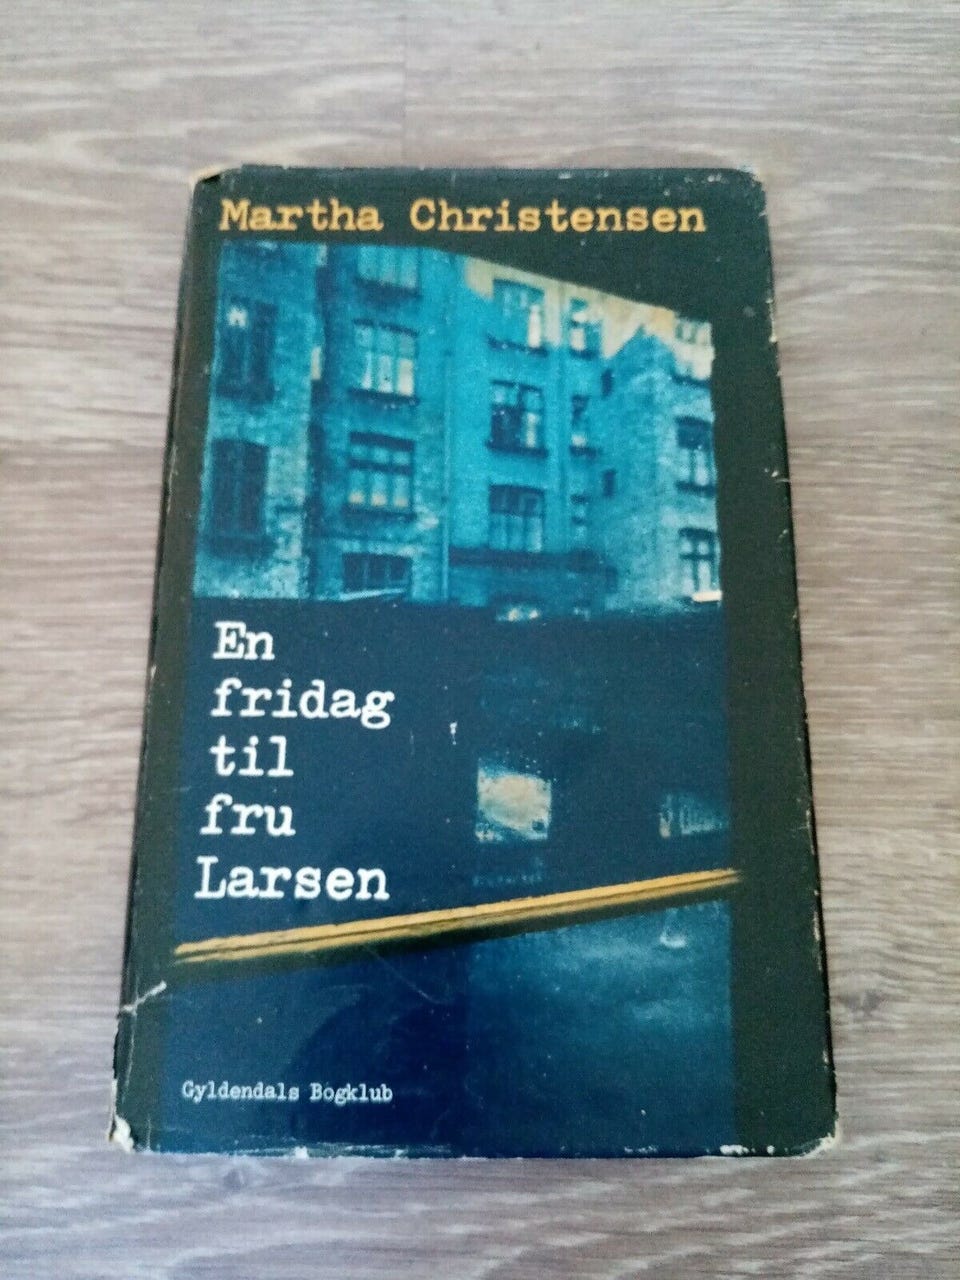 Martha Christensen
En
fridag
til
fru
Larsen
Gyldendals Bogklub